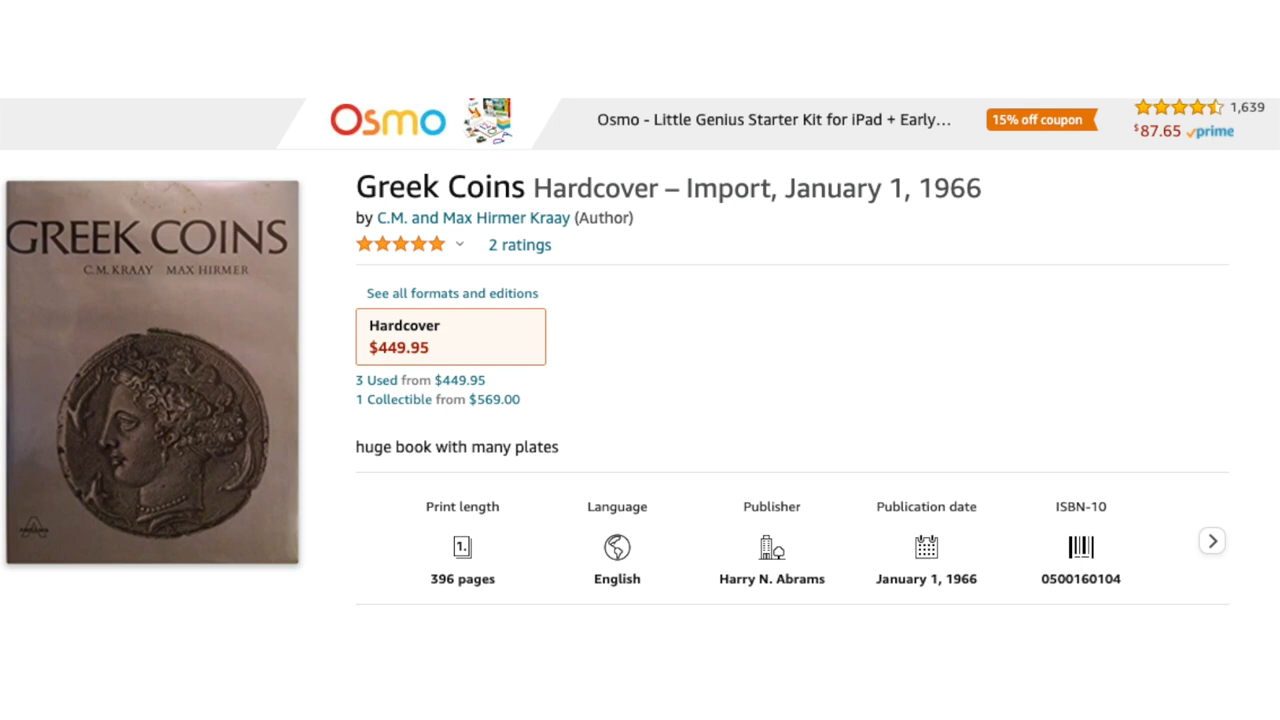 Osmo
Osmo - Little Genius Starter Kit for iPad + Early…
15% off coupon
1,639
$87.65 prime
GREEK COINS
C.M. KRAAY MAX HIRMER
ABRAMS
Greek Coins Hardcover – Import, January 1, 1966
by C.M. and Max Hirmer Kraay (Author)
2 ratings
See all formats and editions
Hardcover
$449.95
3 Used from $449.95
1 Collectible from $569.00
huge book with many plates
Print length
Language
Publisher
Publication date
ISBN-10
1.
396 pages
English
Harry N. Abrams
January 1, 1966
0500160104